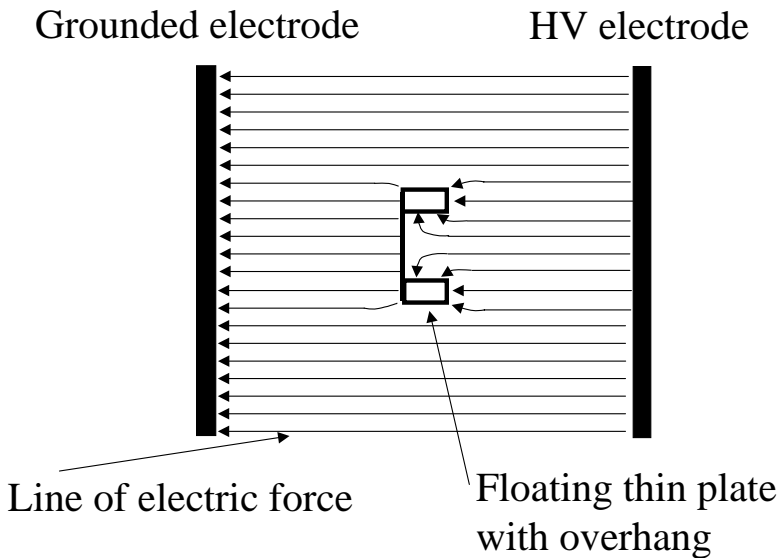 Grounded electrode
HV electrode
Line of electric force
Floating thin plate
with overhang